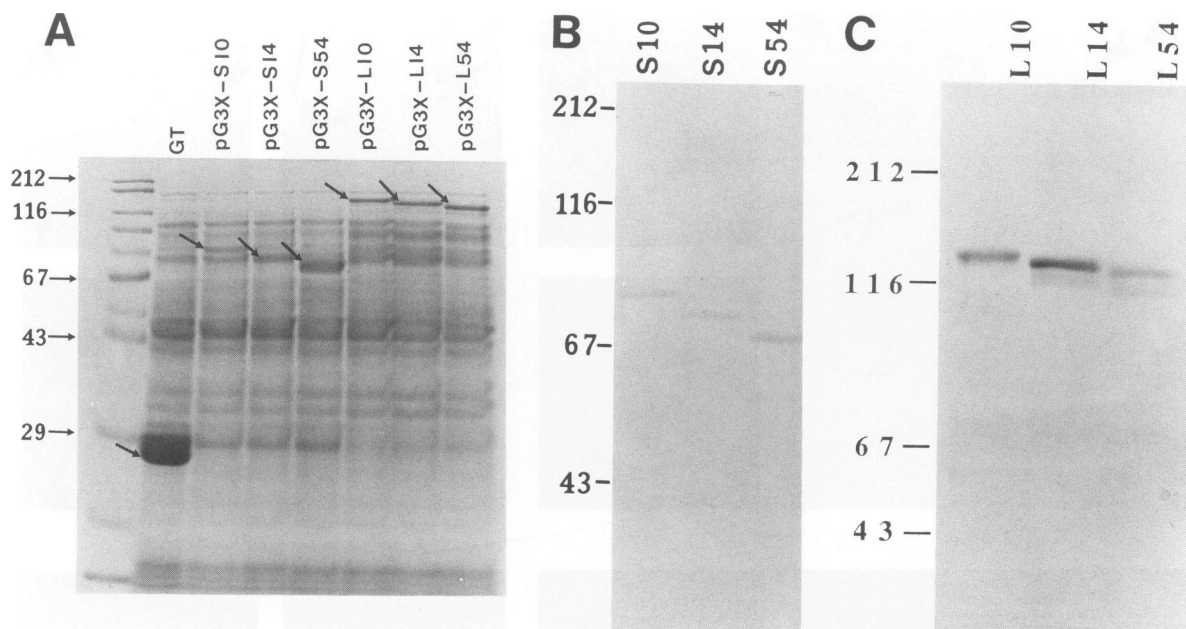 A
GT
pG3X-S10
pG3X-S14
pG3X-S54
pG3X-L10
pG3X-L14
pG3X-L54
212
116
67
43
29
B
S10
S14
S54
212
116
67
43
C
L10
L14
L54
212
116
67
43